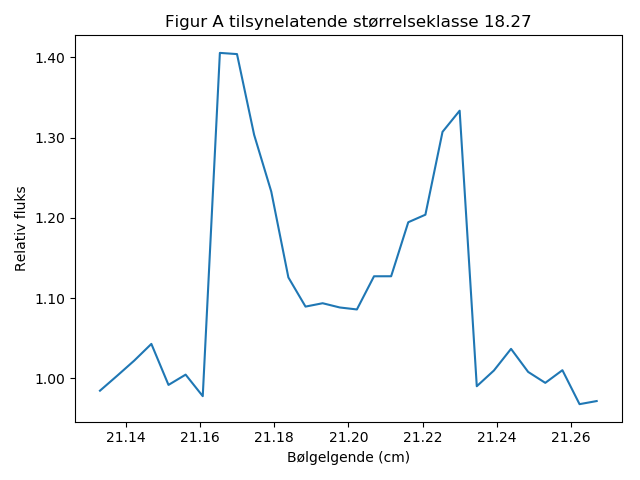 Figur A tilsynelatende størrelseklasse 18.27
1.40
1.30
1.20
1.10
1.00
Relativ fluks
21.14 21.16 21.18 21.20 21.22 21.24 21.26
Bølgelgende (cm)